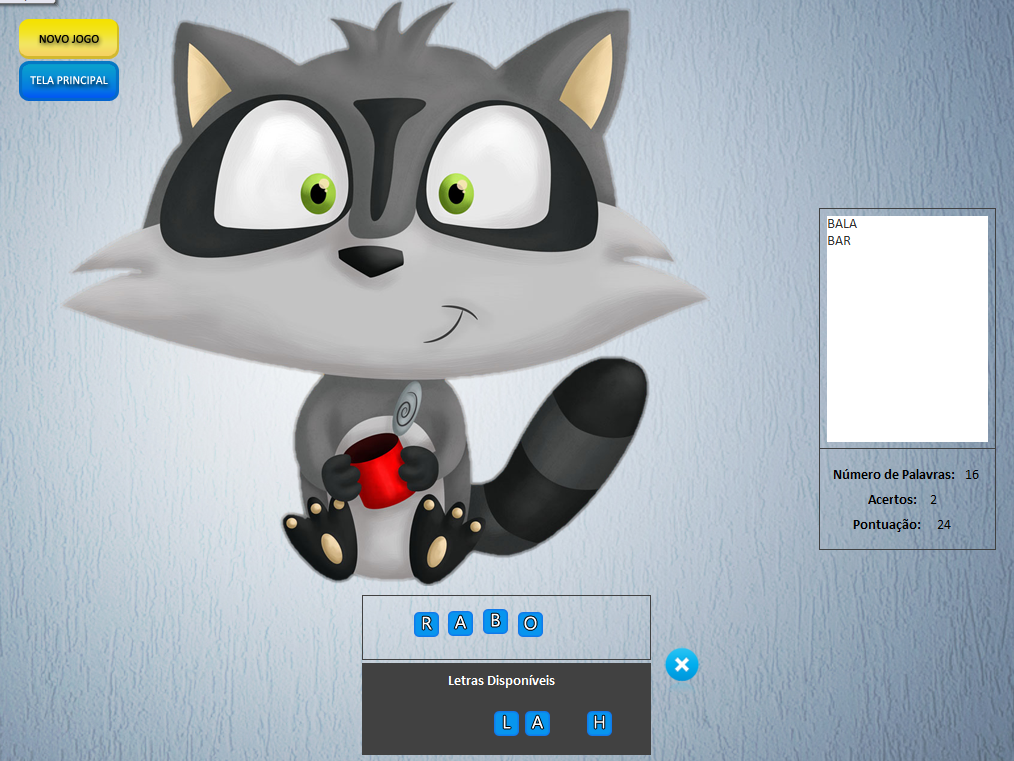 NOVO JOGO
TELA PRINCIPAL
BALA
BAR
Número de Palavras: 16
Acertos: 2
Pontuação: 24
R A B O
Letras Disponíveis
L A H